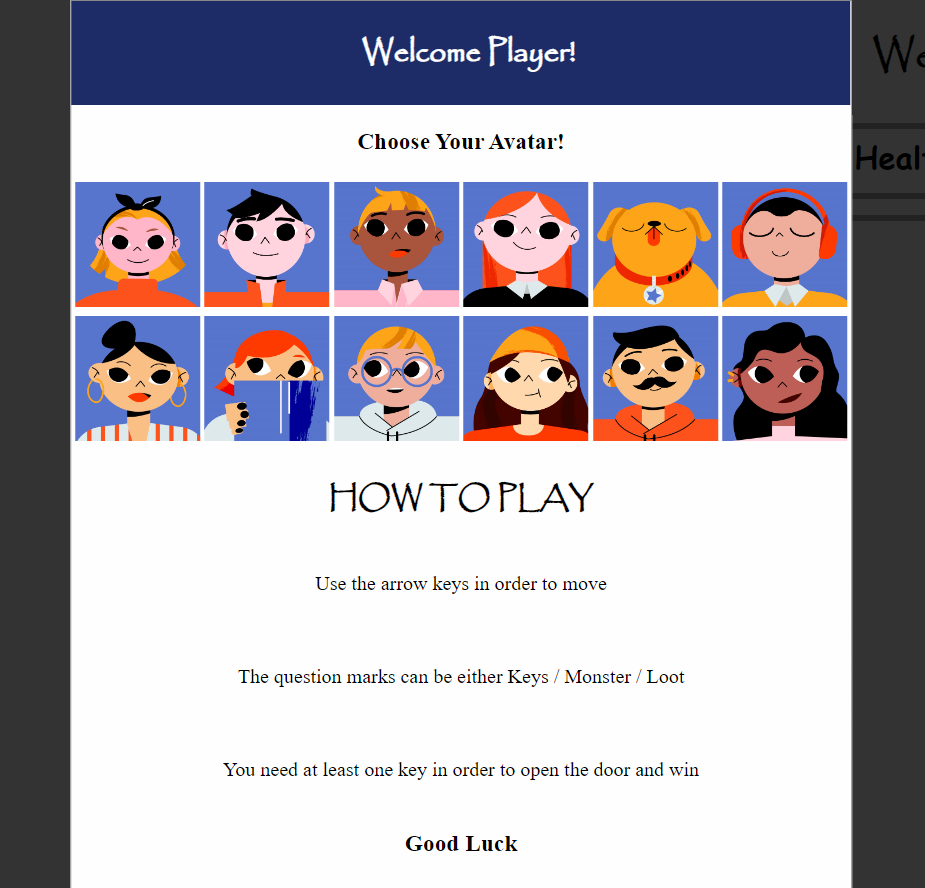 Welcome Player!
Choose Your Avatar!
HOW TO PLAY
Use the arrow keys in order to move
The question marks can be either Keys / Monster / Loot
You need at least one key in order to open the door and win
Good Luck